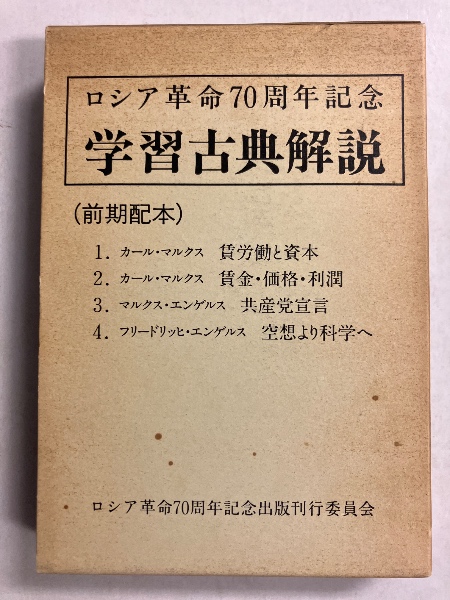 ロシア革命70周年記念
学習古典解説
(前期配本)
1. カール・マルクス 賃労働と資本
2. カール・マルクス 賃金・価格・利潤
3. マルクス・エンゲルス 共産党宣言
4. フリードリッヒ・エンゲルス 空想より科学へ
ロシア革命70周年記念出版刊行委員会